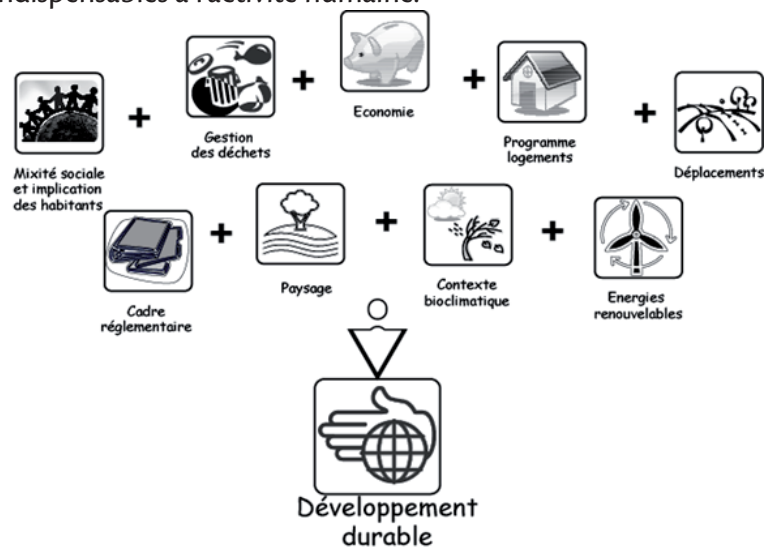 indispensables à l'activité humaine.
+
+
+
+
Mixité sociale
et implication
des habitants
Gestion
des déchets
Economie
Programme
logements
Déplacements
+
+
+
Cadre
réglementaire
Paysage
Contexte
bioclimatique
Energies
renouvelables
Développement
durable